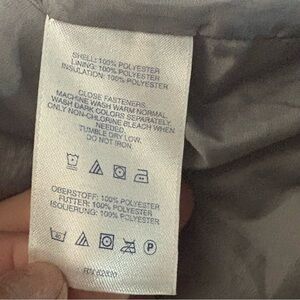 SHELL: 100% POLYESTER
LINING: 100% POLYESTER
INSULATION: 100% POLYESTER
CLOSE FASTENERS.
MACHINE WASH WARM NORMAL.
WASH DARK COLORS SEPARATELY.
ONLY NON-CHLORINE BLEACH WHEN
NEEDED.
TUMBLE DRY LOW.
DO NOT IRON.
OBERSTOFF: 100% POLYESTER
FUTTER: 100% POLYESTER
ISOLIERUNG: 100% POLYESTER
P